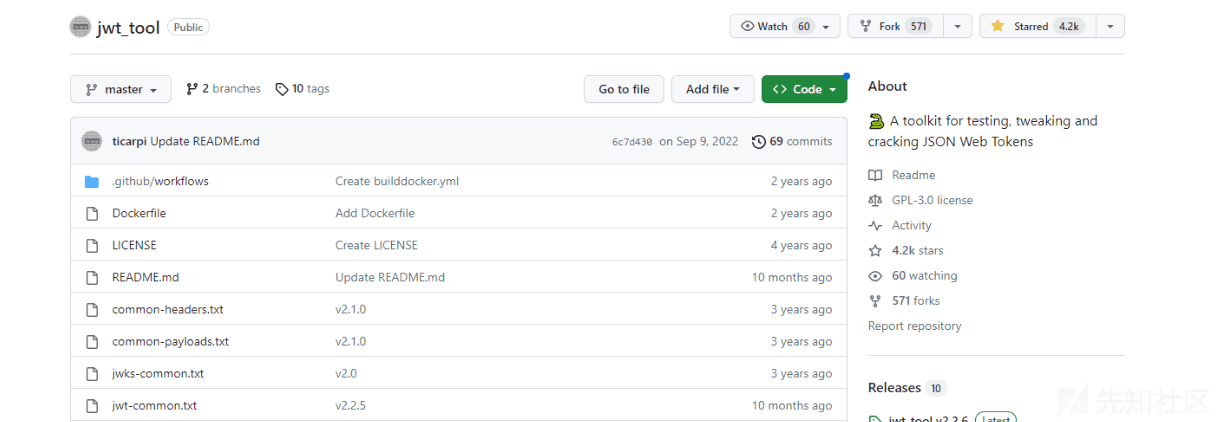 jwt_tool Public Watch 60 Fork 571 Starred 4.2k
master 2 branches 10 tags Go to file Add file Code
About
ticarpi Update README.md 6c7d430 on Sep 9, 2022 69 commits
A toolkit for testing, tweaking and
cracking JSON Web Tokens
.github/workflows Create builddocker.yml 2 years ago
Readme
Dockerfile Add Dockerfile 2 years ago
GPL-3.0 license
Activity
LICENSE Create LICENSE 4 years ago
4.2k stars
README.md Update README.md 10 months ago
60 watching
571 forks
common-headers.txt v2.1.0 3 years ago
Report repository
common-payloads.txt v2.1.0 3 years ago
jwks-common.txt v2.0 3 years ago
Releases 10
jwt-common.txt v2.2.5 10 months ago
jwt_tool v2.2.6 Latest
先知社区